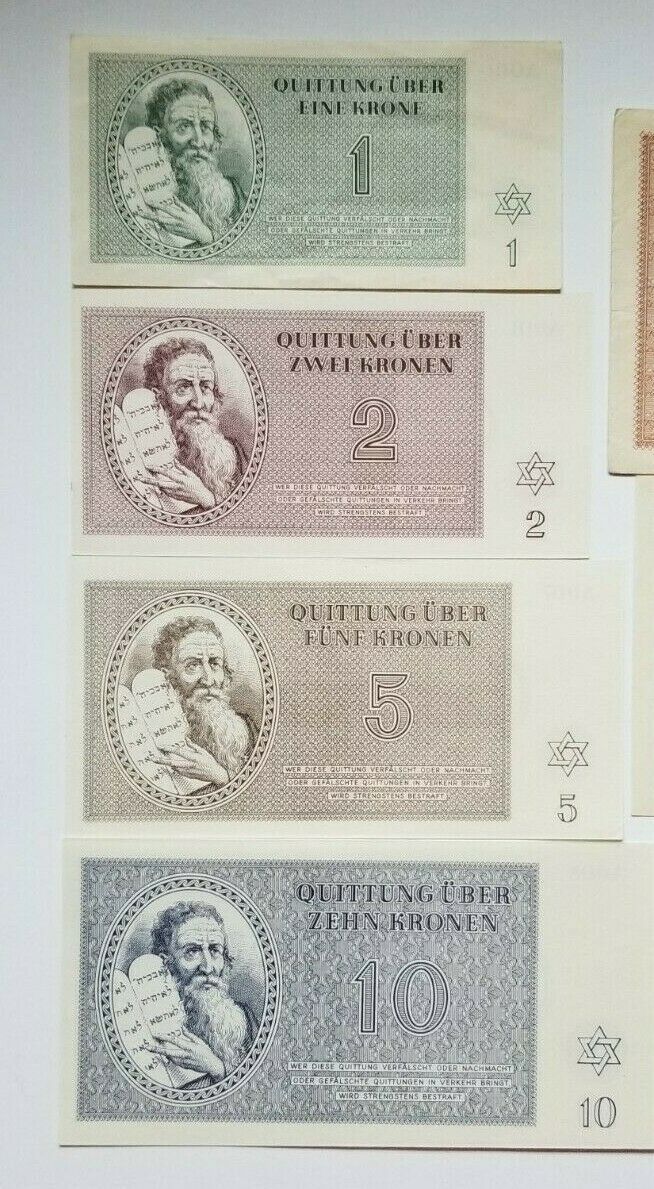 QUITTUNG ÜBER
EINE KRONE
1
WER DIESE QUITTUNG VERFÄLSCHT ODER NACHMACHT
ODER GEFÄLSCHTE QUITTUNGEN IN VERKEHR BRINGT,
WIRD STRENGSTENS BESTRAFT.
1
QUITTUNG ÜBER
ZWEI KRONEN
2
WER DIESE QUITTUNG VERFÄLSCHT ODER NACHMACHT
ODER GEFÄLSCHTE QUITTUNGEN IN VERKEHR BRINGT,
WIRD STRENGSTENS BESTRAFT.
2
QUITTUNG ÜBER
FÜNF KRONEN
5
WER DIESE QUITTUNG VERFÄLSCHT ODER NACHMACHT
ODER GEFÄLSCHTE QUITTUNGEN IN VERKEHR BRINGT,
WIRD STRENGSTENS BESTRAFT.
5
QUITTUNG ÜBER
ZEHN KRONEN
10
WER DIESE QUITTUNG VERFÄLSCHT ODER NACHMACHT
ODER GEFÄLSCHTE QUITTUNGEN IN VERKEHR BRINGT,
WIRD STRENGSTENS BESTRAFT.
10